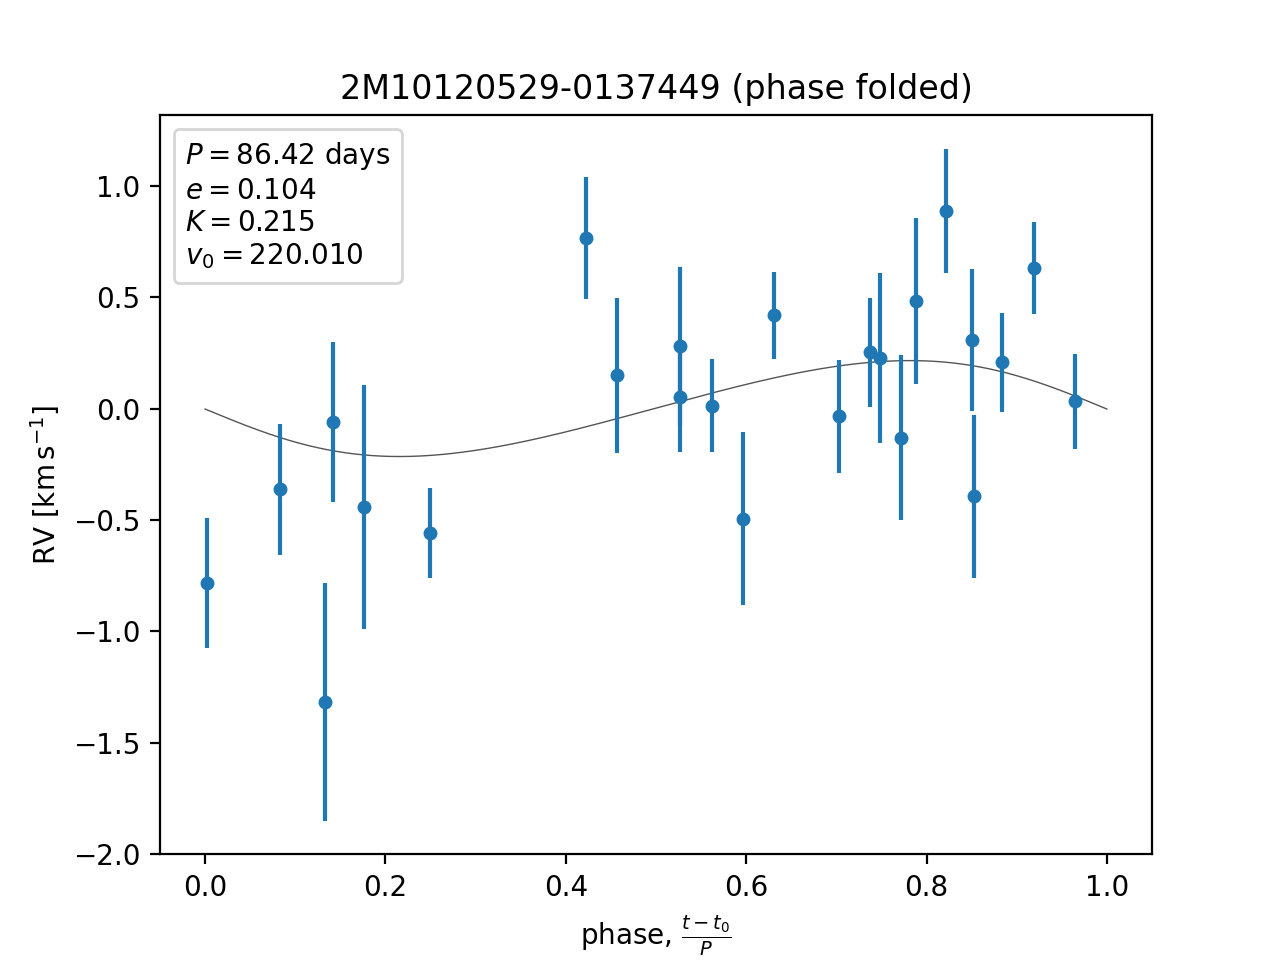 2M10120529-0137449 (phase folded)
P = 86.42 days
e = 0.104
K = 0.215
v₀ = 220.010
1.0
0.5
0.0
−0.5
−1.0
−1.5
−2.0
RV [km s⁻¹]
0.0 0.2 0.4 0.6 0.8 1.0
phase, (t − t₀)/P